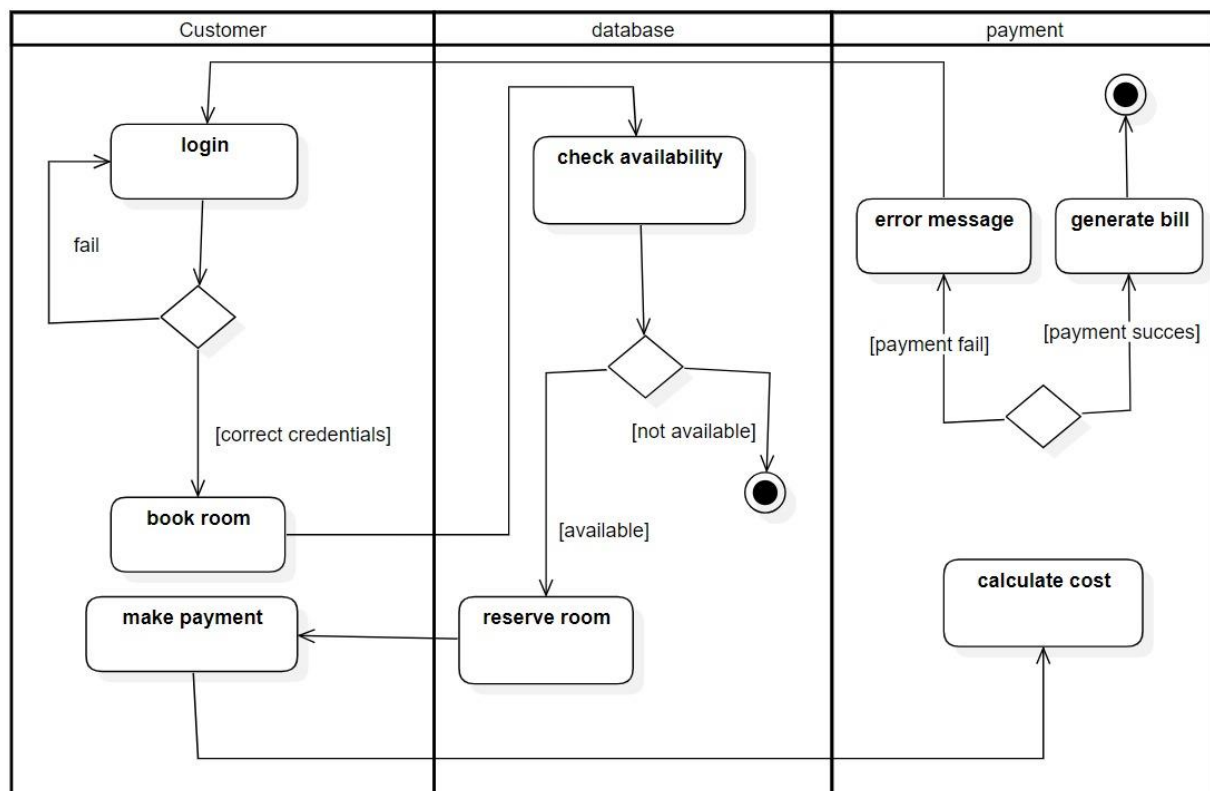 Customer
database
payment
login
check availability
error message
generate bill
fail
[payment fail]
[payment succes]
[correct credentials]
[not available]
book room
[available]
calculate cost
make payment
reserve room